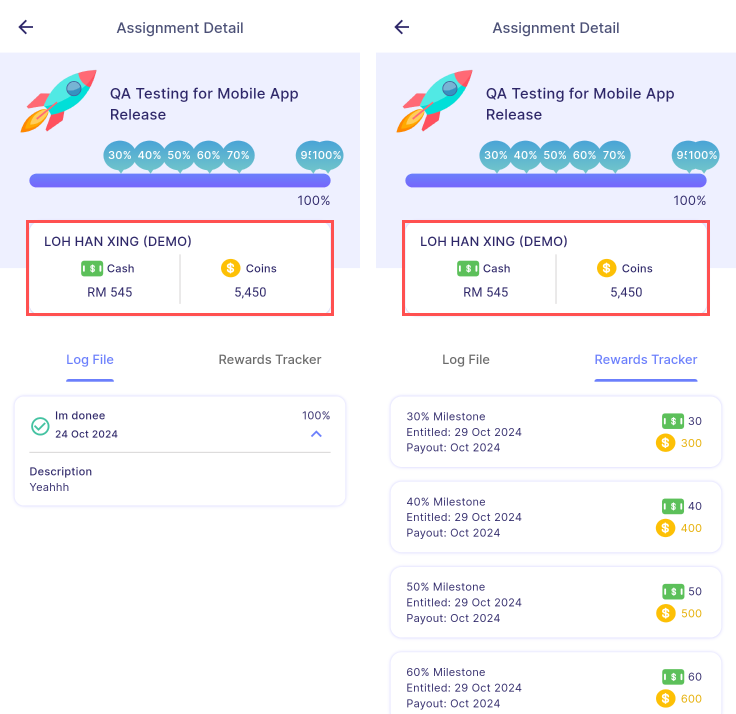 Assignment Detail
QA Testing for Mobile App
Release
30% 40% 50% 60% 70% 100%
100%
LOH HAN XING (DEMO)
Cash
Coins
RM 545
5,450
Log File
Rewards Tracker
Im donee
100%
24 Oct 2024
Description
Yeahhh
Assignment Detail
QA Testing for Mobile App
Release
30% 40% 50% 60% 70% 100%
100%
LOH HAN XING (DEMO)
Cash
Coins
RM 545
5,450
Log File
Rewards Tracker
30% Milestone
Entitled: 29 Oct 2024
Payout: Oct 2024
$ 30
$ 300
40% Milestone
Entitled: 29 Oct 2024
Payout: Oct 2024
$ 40
$ 400
50% Milestone
Entitled: 29 Oct 2024
Payout: Oct 2024
$ 50
$ 500
60% Milestone
Entitled: 29 Oct 2024
Payout: Oct 2024
$ 60
$ 600